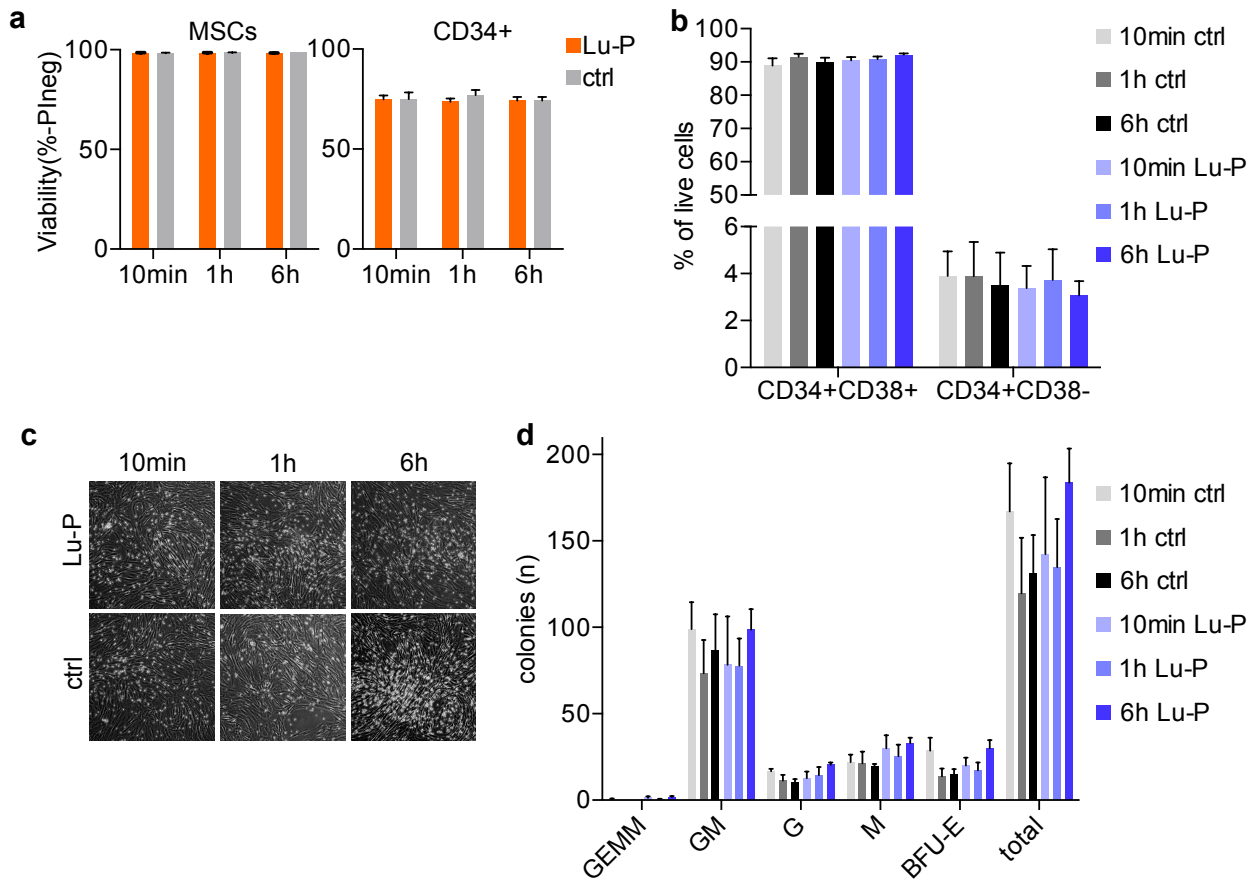 a
MSCs
CD34+
Viability(%-PIneg)
100
50
0
10min 1h 6h
100
50
0
10min 1h 6h
Lu-P
ctrl
b
% of live cells
100
90
80
70
60
50
6
4
2
0
CD34+CD38+ CD34+CD38-
10min ctrl
1h ctrl
6h ctrl
10min Lu-P
1h Lu-P
6h Lu-P
c
10min 1h 6h
Lu-P
ctrl
d
colonies (n)
200
150
100
50
0
GEMM GM G M BFU-E total
10min ctrl
1h ctrl
6h ctrl
10min Lu-P
1h Lu-P
6h Lu-P